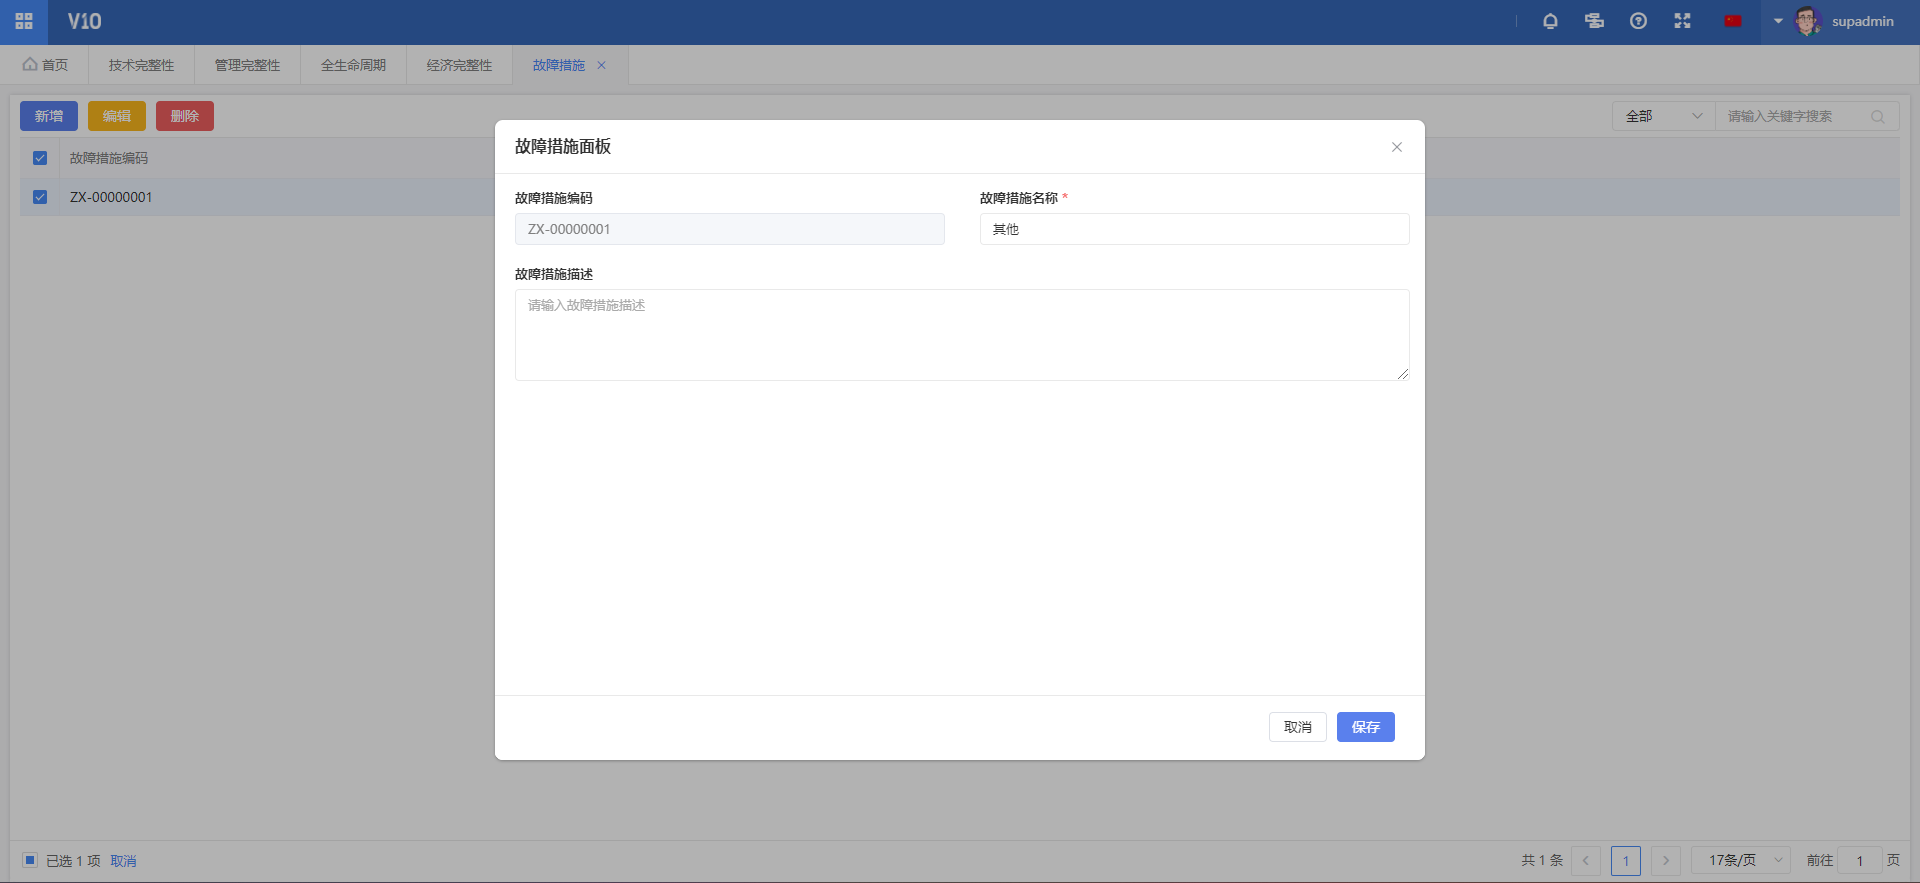 V10
supadmin
首页 技术完整性 管理完整性 全生命周期 经济完整性 故障措施
新增 编辑 删除 全部 请输入关键字搜索
故障措施编码
ZX-00000001
故障措施面板
故障措施编码 故障措施名称 *
ZX-00000001 其他
故障措施描述
请输入故障措施描述
取消 保存
已选 1 项 取消 共 1 条 1 17条/页 前往 1 页